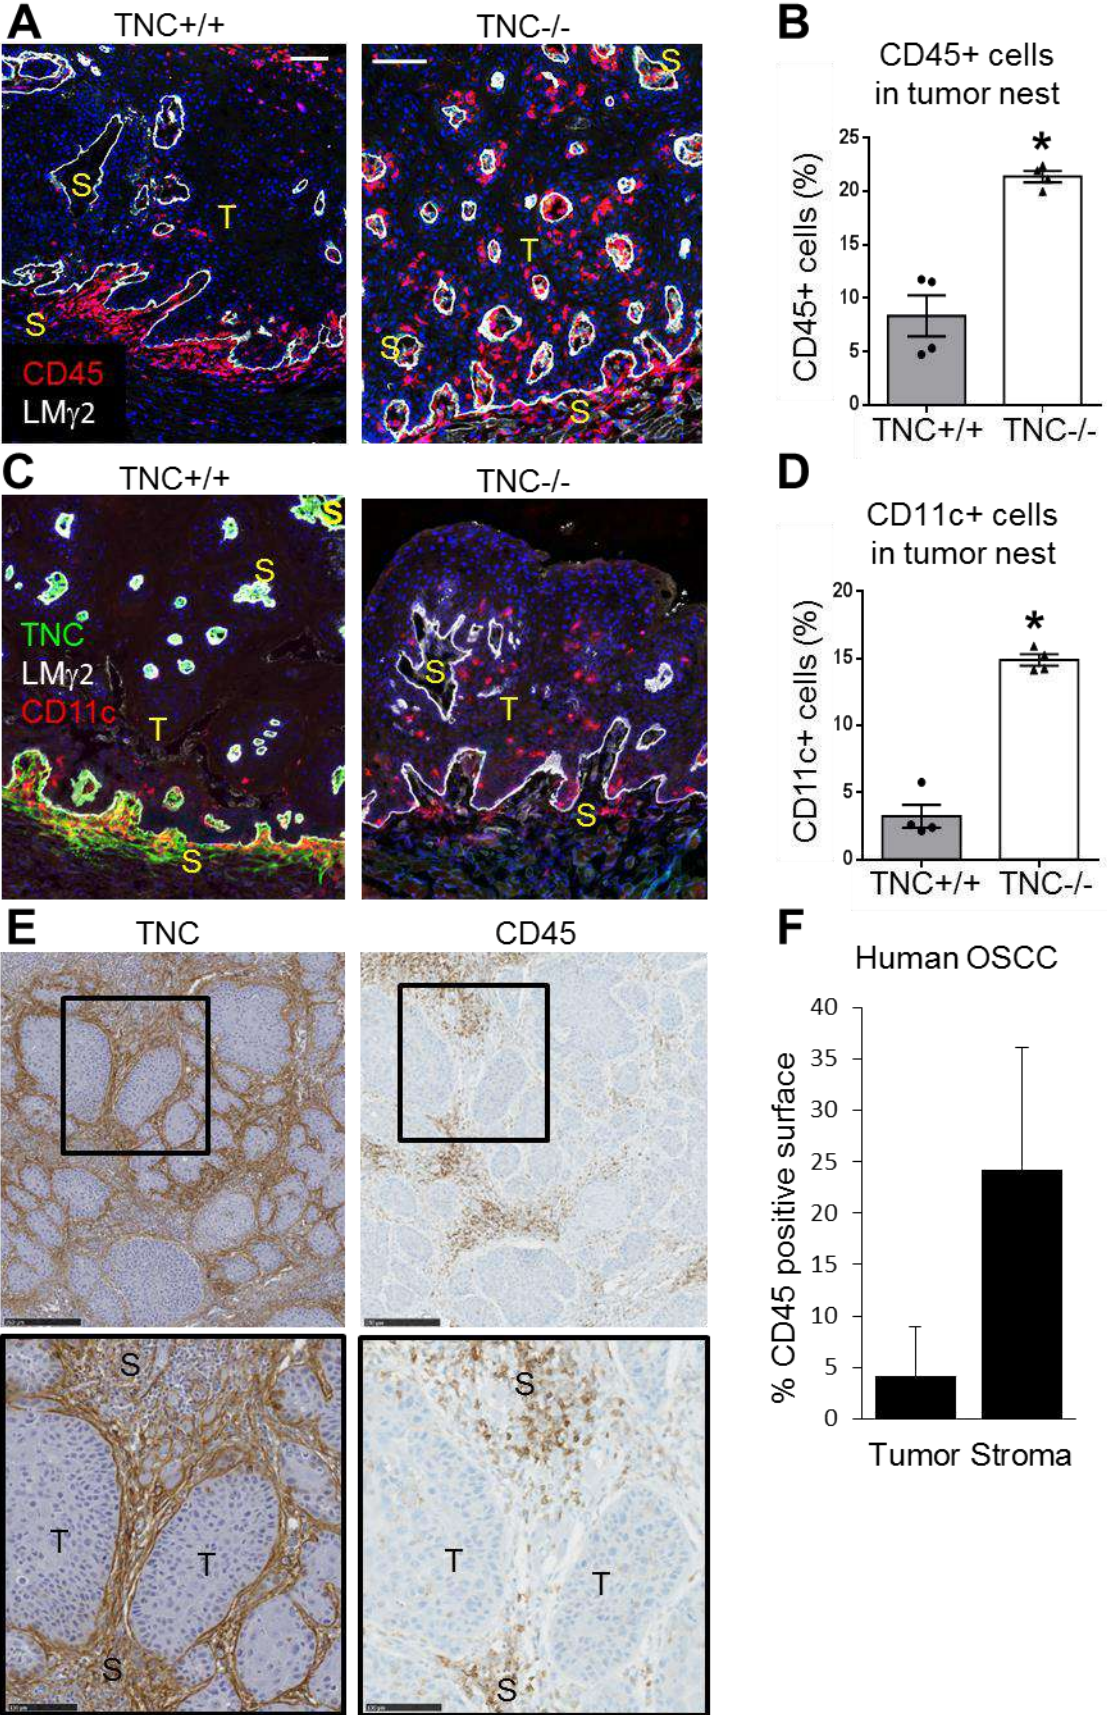 A
TNC+/+
TNC-/-
S
T
S
CD45
LMγ2
S
T
S
S
B
CD45+ cells
in tumor nest
CD45+ cells (%)
25
20
15
10
5
0
*
TNC+/+
TNC-/-
C
TNC+/+
TNC-/-
S
S
TNC
LMγ2
CD11c
T
S
S
T
S
D
CD11c+ cells
in tumor nest
CD11c+ cells (%)
20
15
10
5
0
*
TNC+/+
TNC-/-
E
TNC
CD45
S
T
T
S
S
T
T
S
F
Human OSCC
% CD45 positive surface
40
35
30
25
20
15
10
5
0
Tumor Stroma